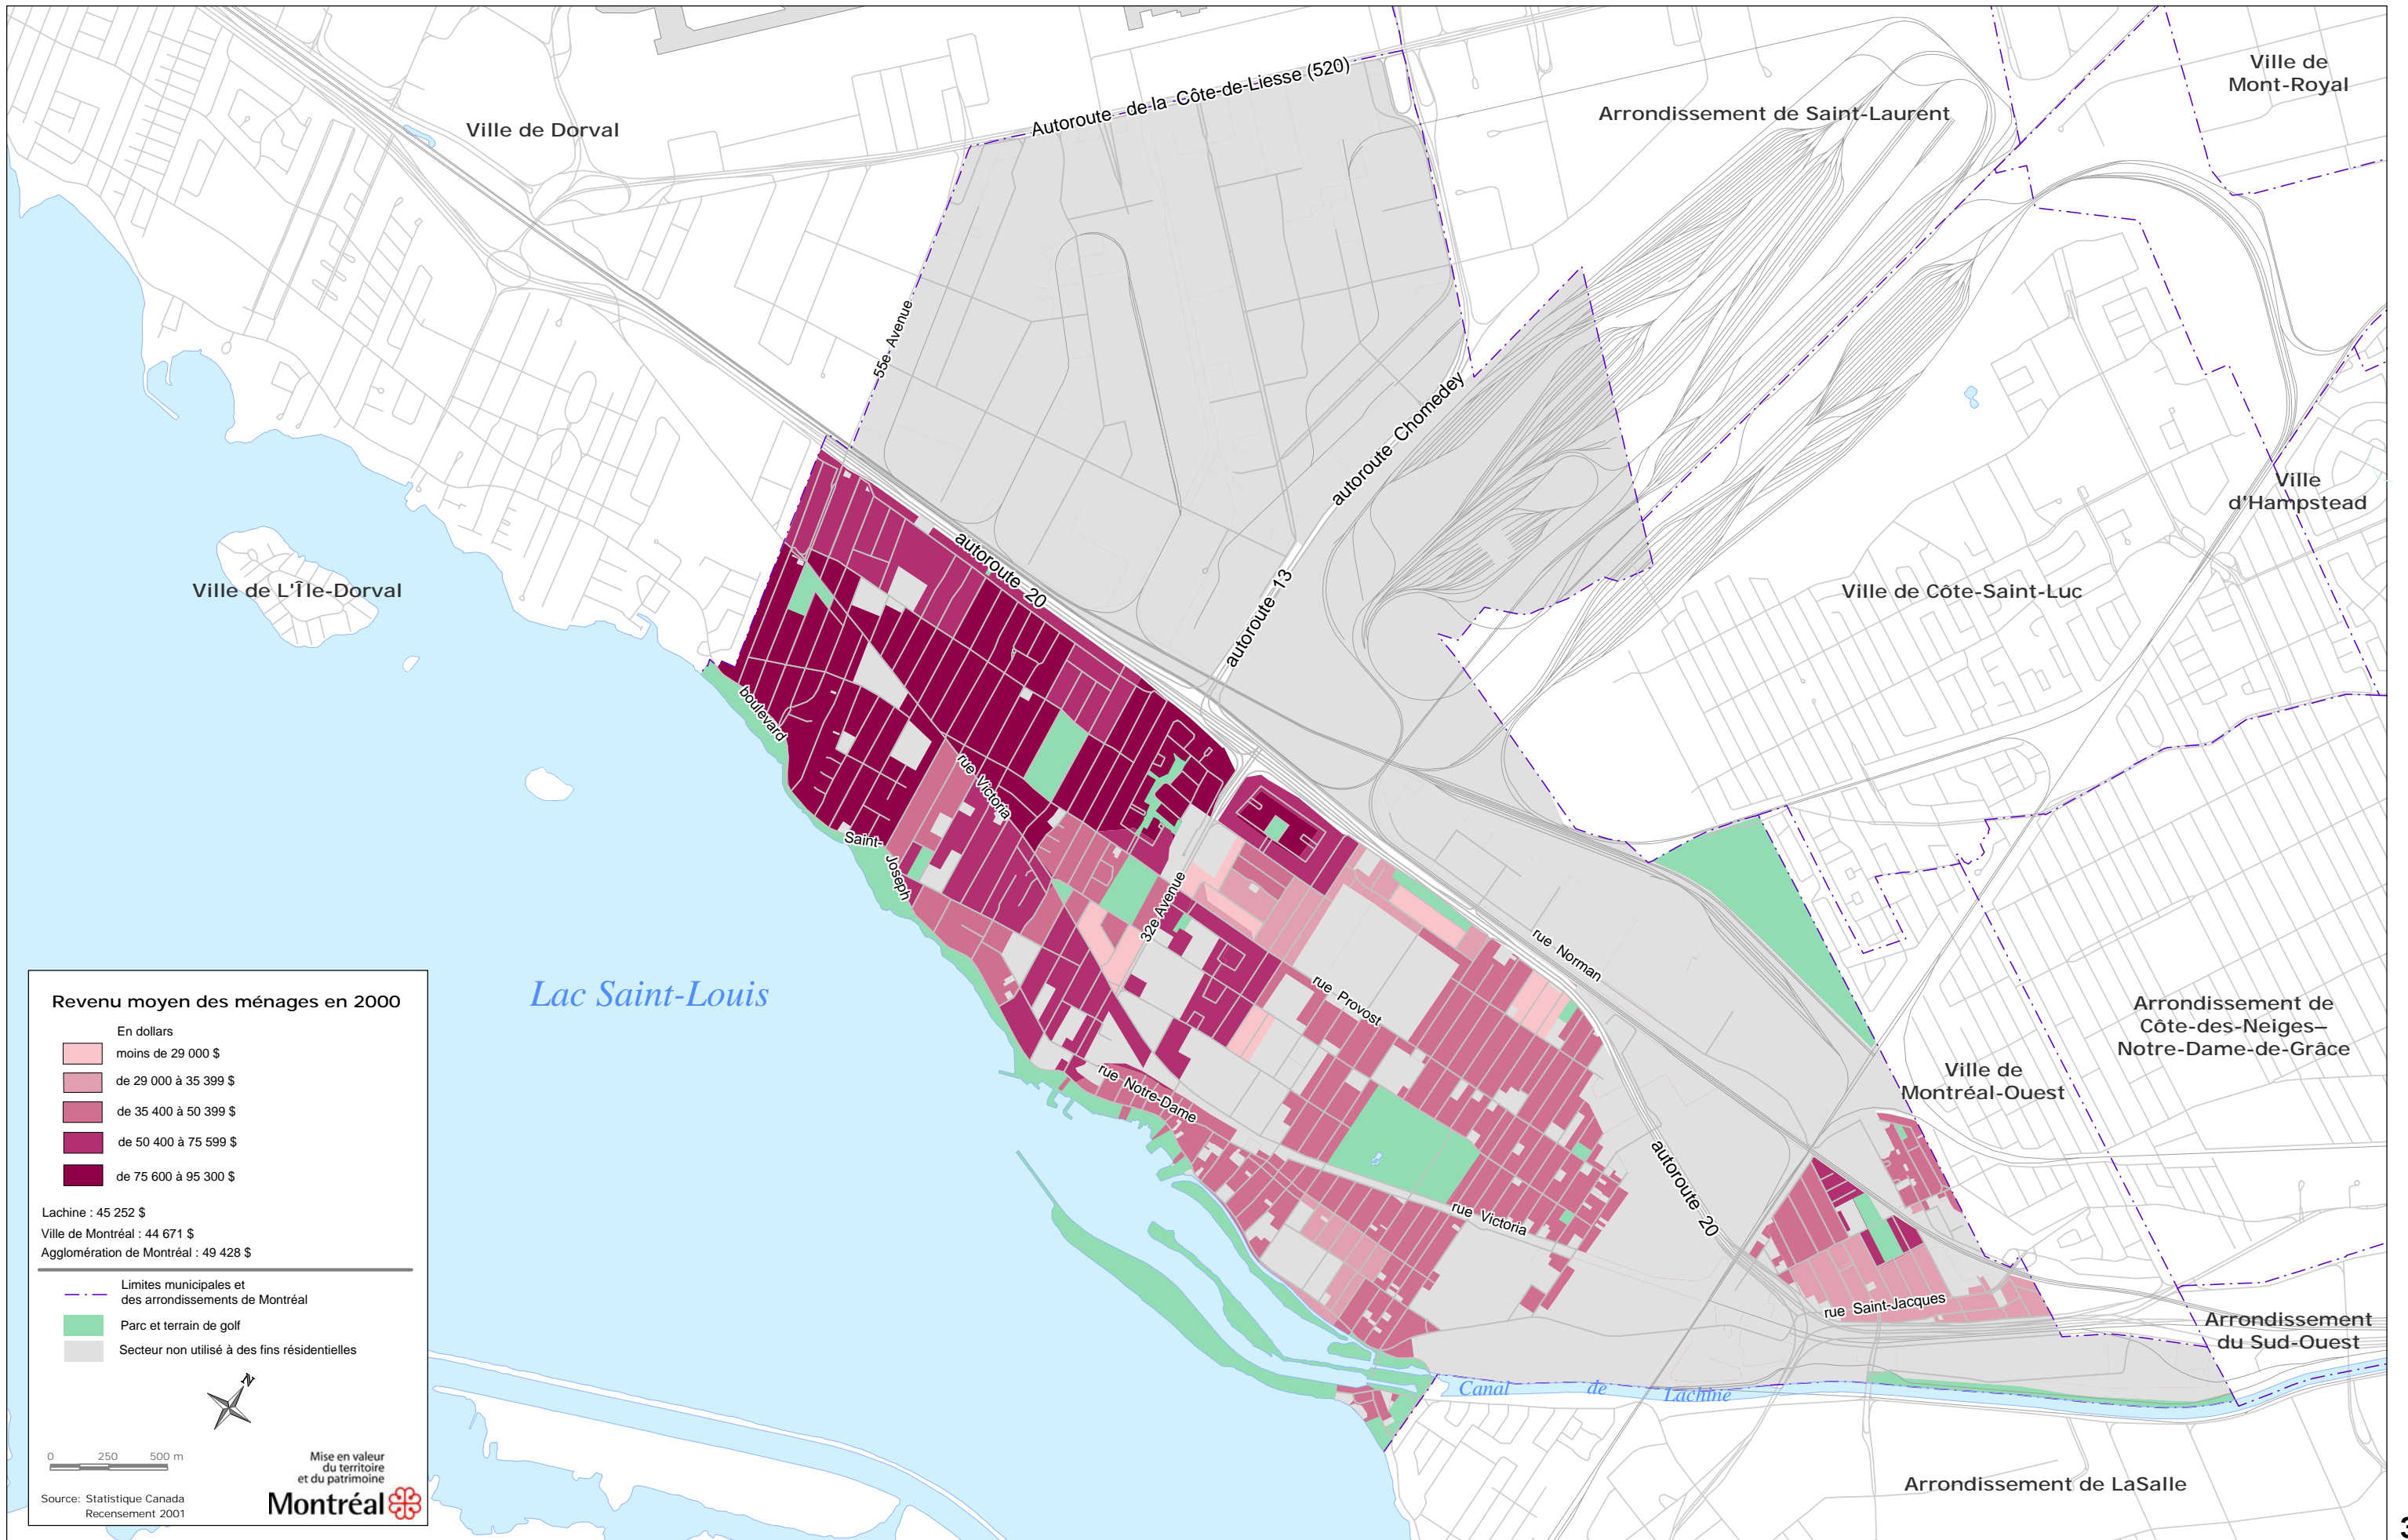 Ville de
Mont-Royal
Autoroute de la Côte-de-Liesse (520)
Arrondissement de Saint-Laurent
Ville de Dorval
55e Avenue
autoroute Chomedey
Ville
d'Hampstead
autoroute 20
autoroute 13
Ville de L'Île-Dorval
Ville de Côte-Saint-Luc
boulevard
Saint-
Joseph
rue Victoria
32e Avenue
rue Norman
rue Provost
Lac Saint-Louis
Arrondissement de
Côte-des-Neiges–
Notre-Dame-de-Grâce
Ville de
Montréal-Ouest
rue Notre-Dame
autoroute 20
rue Victoria
rue Saint-Jacques
Arrondissement
du Sud-Ouest
Canal de Lachine
Arrondissement de LaSalle
Revenu moyen des ménages en 2000
En dollars
moins de 29 000 $
de 29 000 à 35 399 $
de 35 400 à 50 399 $
de 50 400 à 75 599 $
de 75 600 à 95 300 $
Lachine : 45 252 $
Ville de Montréal : 44 671 $
Agglomération de Montréal : 49 428 $
Limites municipales et
des arrondissements de Montréal
Parc et terrain de golf
Secteur non utilisé à des fins résidentielles
N
0 250 500 m
Mise en valeur
du territoire
et du patrimoine
Montréal
Source: Statistique Canada
Recensement 2001